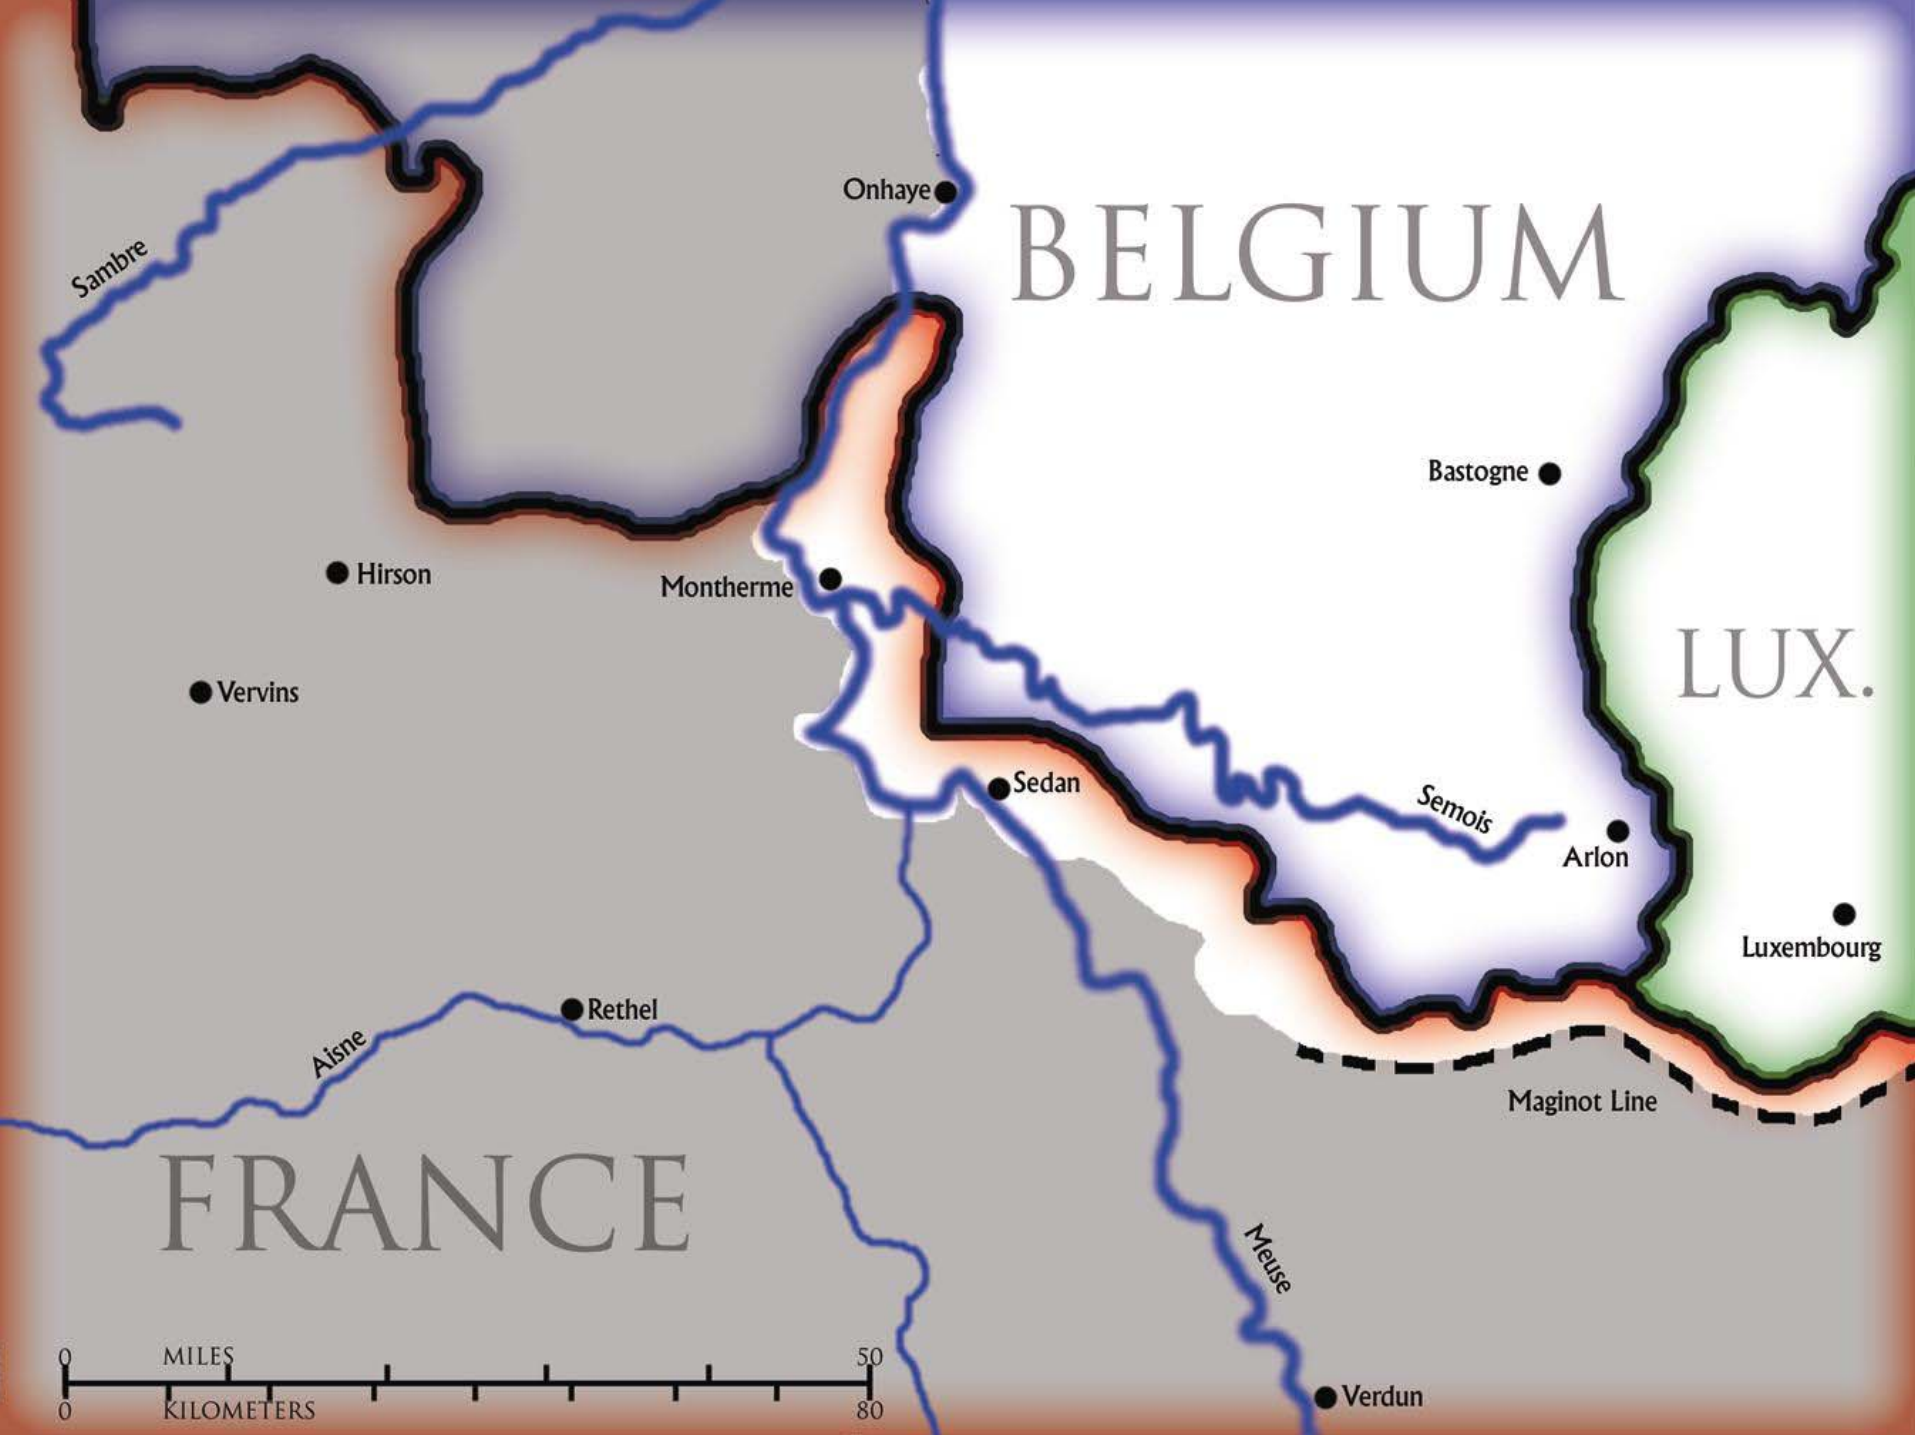 Onhaye
BELGIUM
Sambre
Bastogne
Hirson
Montherme
LUX.
Vervins
Sedan
Semois
Arlon
Luxembourg
Rethel
Aisne
Maginot Line
FRANCE
Meuse
0 MILES 50
Verdun
0 KILOMETERS 80